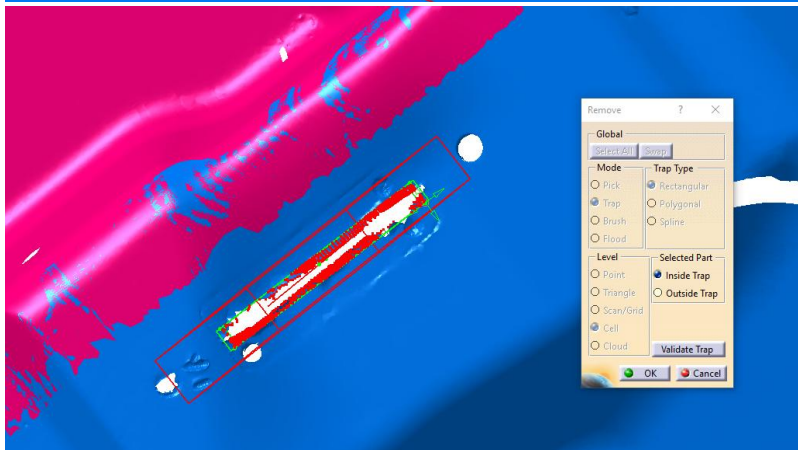 Remove ? ×
Global
Select All Swap
Mode
Pick
Trap
Brush
Flood
Trap Type
Rectangular
Polygonal
Spline
Level
Point
Triangle
Scan/Grid
Cell
Cloud
Selected Part
Inside Trap
Outside Trap
Validate Trap
OK Cancel